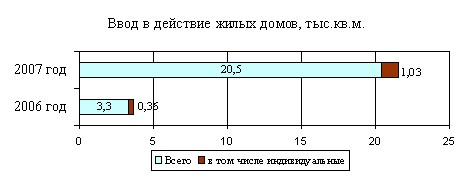 Ввод в действие жилых домов, тыс.кв.м.
2007 год 20,5 1,03
2006 год 3,3 0,36
0 5 10 15 20 25
Всего в том числе индивидуальные